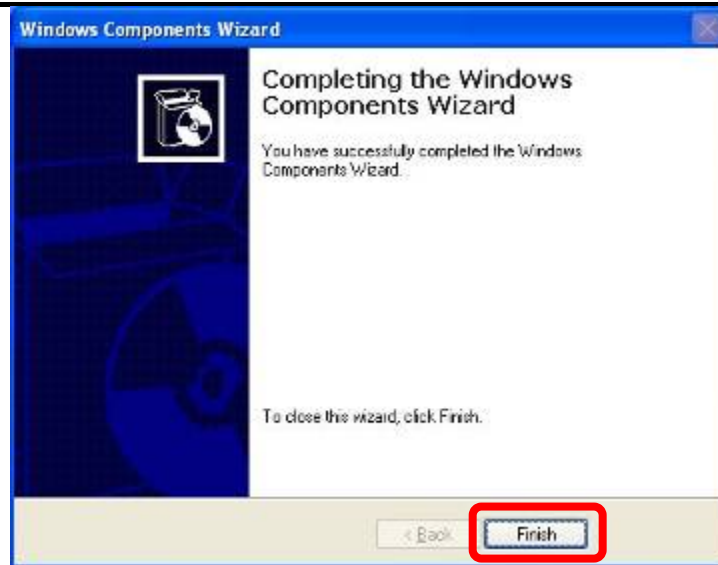 Windows Components Wizard
Completing the Windows
Components Wizard
You have successfully completed the Windows
Components Wizard.
To close this wizard, click Finish.
< Back
Finish